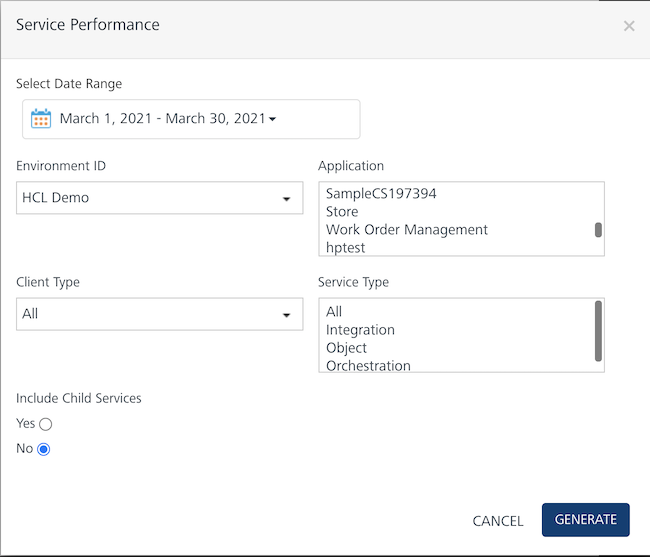 Service Performance
Select Date Range
March 1, 2021 - March 30, 2021
Environment ID
HCL Demo
Application
SampleCS197394
Store
Work Order Management
hptest
Client Type
All
Service Type
All
Integration
Object
Orchestration
Include Child Services
Yes
No
CANCEL
GENERATE